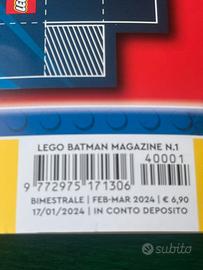 LEGO
LEGO BATMAN MAGAZINE N.1
40001
9 772975 171306
BIMESTRALE | FEB-MAR 2024 | € 6,90
17/01/2024 | IN CONTO DEPOSITO
subito